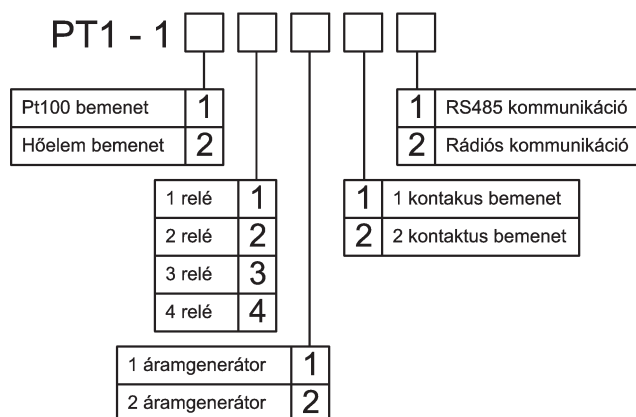 PT1 - 1
Pt100 bemenet 1
Hőelem bemenet 2
1 RS485 kommunikáció
2 Rádiós kommunikáció
1 relé 1
2 relé 2
3 relé 3
4 relé 4
1 1 kontakus bemenet
2 2 kontaktus bemenet
1 áramgenerátor 1
2 áramgenerátor 2